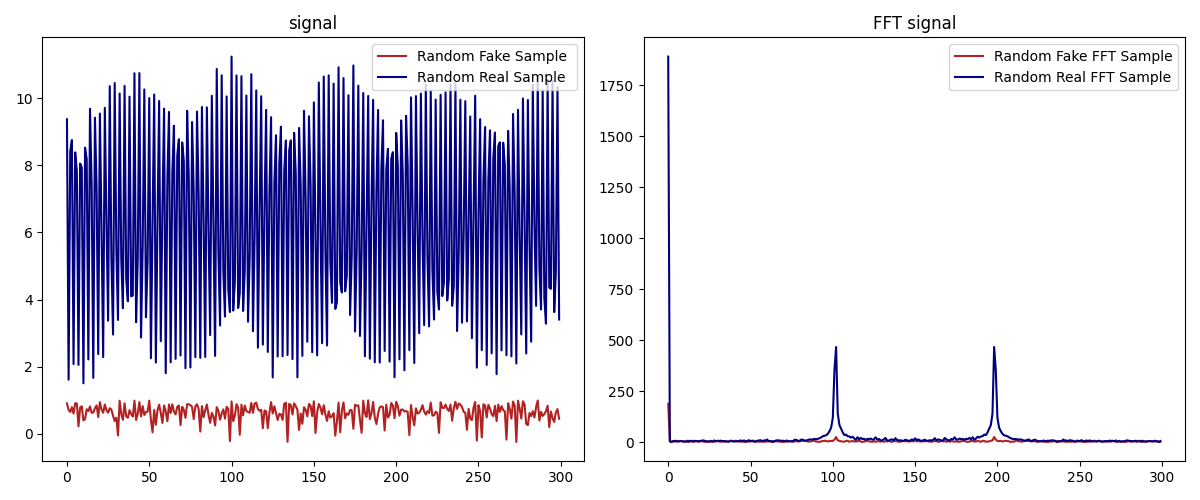 signal
Random Fake Sample
Random Real Sample
10
8
6
4
2
0
0 50 100 150 200 250 300
FFT signal
Random Fake FFT Sample
Random Real FFT Sample
1750
1500
1250
1000
750
500
250
0
0 50 100 150 200 250 300